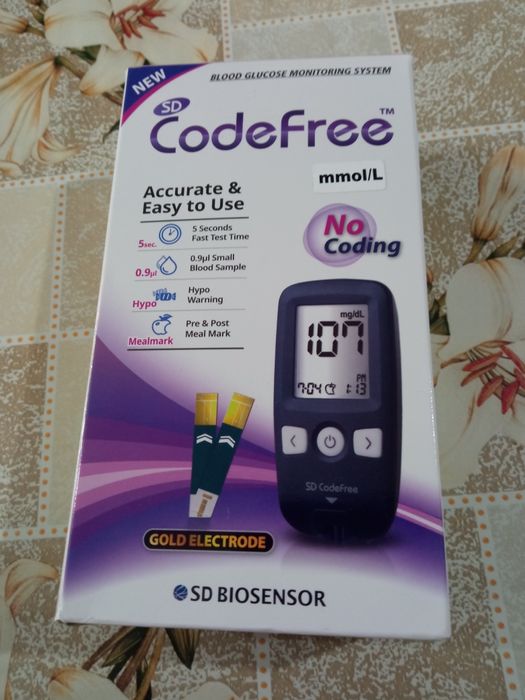 NEW
BLOOD GLUCOSE MONITORING SYSTEM
SD
CodeFree™
mmol/L
Accurate &
Easy to Use
No
Coding
5sec.
5 Seconds
Fast Test Time
0.9µl
0.9µl Small
Blood Sample
Hypo
Hypo
Warning
Mealmark
Pre & Post
Meal Mark
mg/dL
107
PM
7-04 1:13
SD CodeFree
GOLD ELECTRODE
SD BIOSENSOR